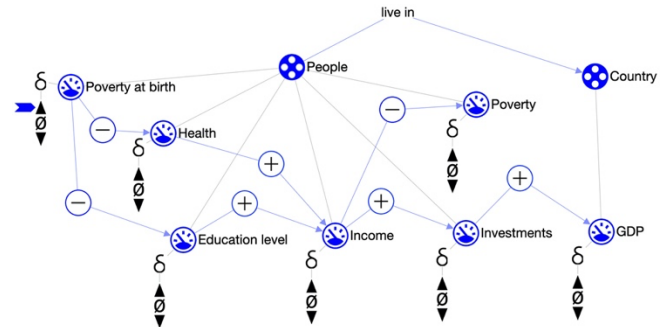 live in
People
Country
δ
Poverty at birth
Poverty
Ø
−
−
Health
δ
δ
+
Ø
Ø
+
+
+
−
Education level
Income
Investments
GDP
δ
δ
δ
δ
Ø
Ø
Ø
Ø